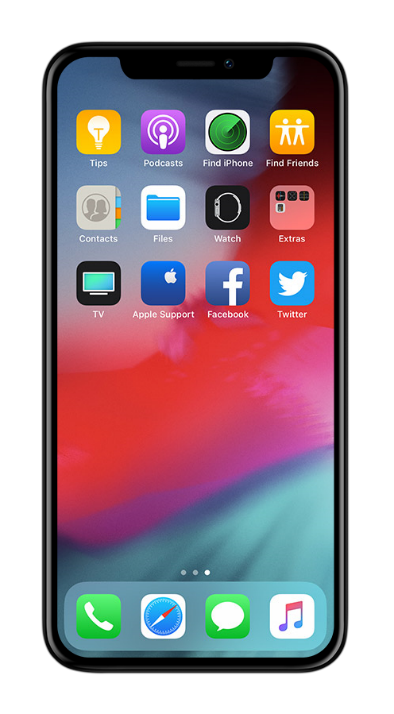 Tips Podcasts Find iPhone Find Friends
Contacts Files Watch Extras
TV Apple Support Facebook Twitter